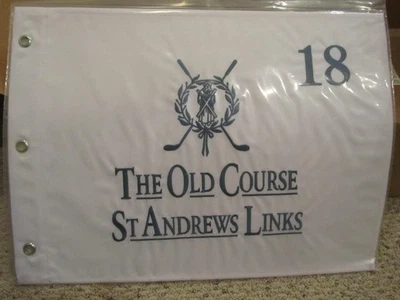 18
The Old Course
St Andrews Links